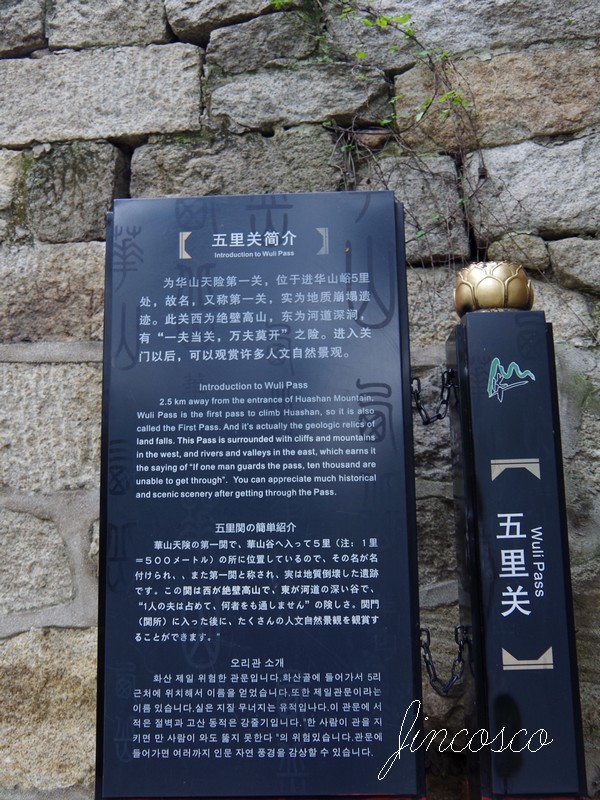 五里关简介
Introduction to Wuli Pass
为华山天险第一关，位于进华山峪5里
处，故名，又称第一关，实为地质崩塌遗
迹。此关西为绝壁高山，东为河道深涧，
有“一夫当关，万夫莫开”之险。进入关
门以后，可以观赏许多人文自然景观。
Introduction to Wuli Pass
2.5 km away from the entrance of Huashan Mountain,
Wuli Pass is the first pass to climb Huashan, so it is also
called the First Pass. And it's actually the geologic relics of
land falls. This Pass is surrounded with cliffs and mountains
in the west, and rivers and valleys in the east, which earns it
the saying of “If one man guards the pass, ten thousand are
unable to get through”. You can appreciate much historical
and scenic scenery after getting through the Pass.
五里関の簡単紹介
華山天険の第一関で、華山谷へ入って５里（注：１里
＝５００メートル）の所に位置しているので、その名が名
付けられ、、また第一関と称され、実は地質倒壊した遺跡
です。この関は西が絶壁高山で、東が河道の深い谷で、
“1人の夫は占めて、何者をも通しません”の険しさ。関門
（関所）に入った後に、たくさんの人文自然景観を観賞す
ることができます。”
오리관 소개
화산 제일 위험한 관문입니다.화산골에 들어가서 5리
근처에 위치해서 이름을 얻었습니다.또한 제일관문이라는
이름 있습니다.실은 지질 무너지는 유적입니다.이 관문에 서
적은 절벽과 고산 동적은 강줄기입니다.“한 사람이 관을 지
키면 만 사람이 와도 뚫지 못한다 “의 위험있습니다.관문에
들어가면 여러까지 인문 자연 풍경을 감상할 수 있습니다.
五里关
Wuli Pass
Jincosco